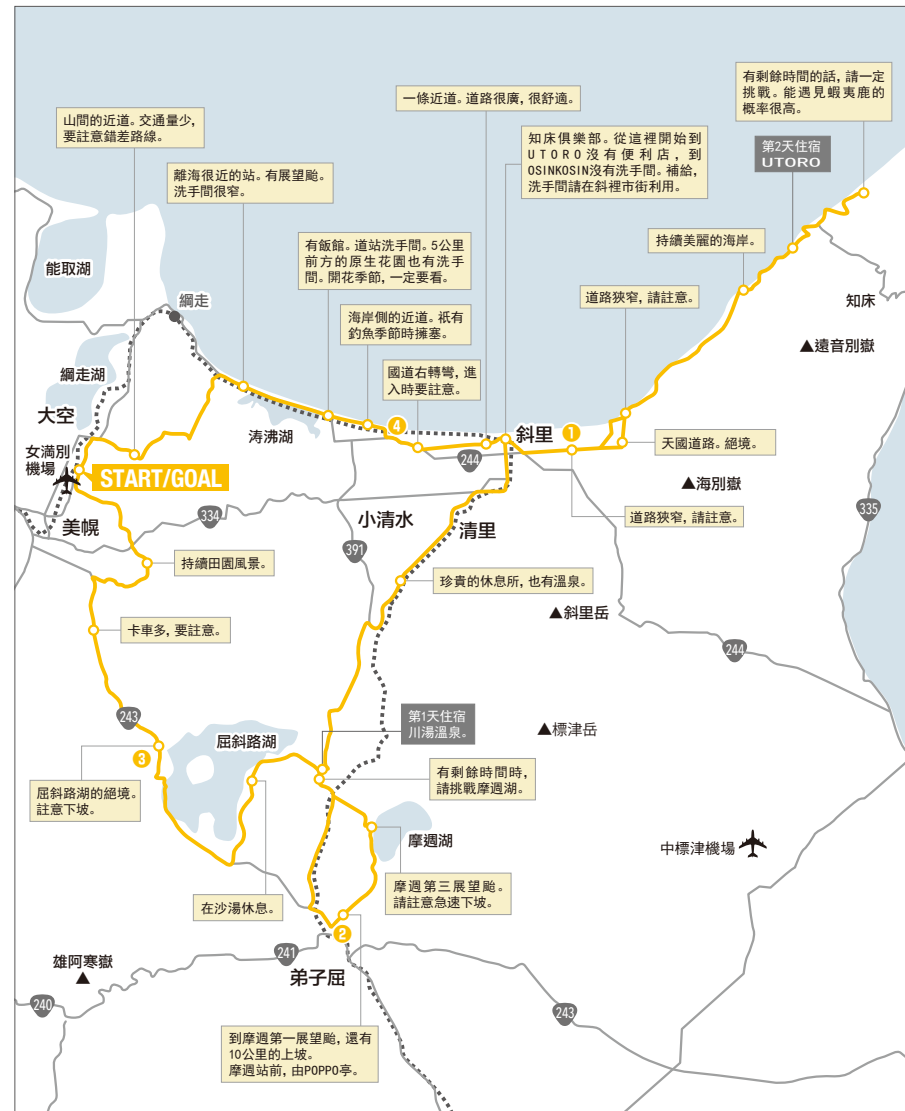 有剩餘時間的話，請一定
挑戰。能遇見蝦夷鹿的
概率很高。
一條近道。道路很廣，很舒適。
山間的近道。交通量少，
要註意錯差路線。
知床俱樂部。從這裡開始到
UTORO沒有便利店，到
OSINKOSIN沒有洗手間。補給，
洗手間請在斜裡市街利用。
第2天住宿
UTORO
離海很近的站。有展望颱。
洗手間很窄。
有飯館。道站洗手間。5公里
前方的原生花園也有洗手
間。開花季節，一定要看。
持續美麗的海岸。
能取湖
網走
道路狹窄，請註意。
知床
海岸側的近道。祇有
釣魚季節時擁塞。
▲遠音別嶽
網走湖
國道右轉彎，進
入時要註意。
大空
涛沸湖
4
斜里
1
天國道路。絕境。
女満別
機場
START/GOAL
244
▲海別嶽
334
小清水
清里
道路狹窄，請註意。
335
美幌
391
持續田園風景。
珍貴的休息所，也有溫泉。
▲斜里岳
卡車多，要註意。
244
243
第1天住宿
川湯溫泉。
▲標津岳
屈斜路湖
3
有剩餘時間時，
請挑戰摩週湖。
屈斜路湖的絕境。
註意下坡。
摩週湖
中標津機場
摩週第三展望颱。
請註意急速下坡。
在沙湯休息。
2
241
弟子屈
雄阿寒嶽
▲
240
243
到摩週第一展望颱，還有
10公里的上坡。
摩週站前，由POPPO亭。